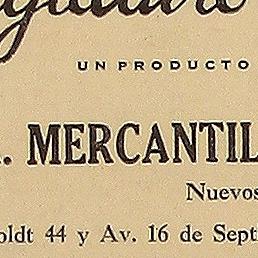 UN PRODUCTO
. MERCANTIL
Nuevos
oldt 44 y Av. 16 de Sept